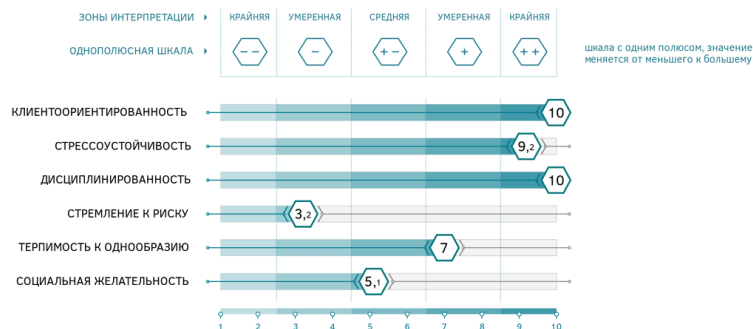 ЗОНЫ ИНТЕРПРЕТАЦИИ КРАЙНЯЯ УМЕРЕННАЯ СРЕДНЯЯ УМЕРЕННАЯ КРАЙНЯЯ
ОДНОПОЛЮСНАЯ ШКАЛА -- - +- + ++ шкала с одним полюсом, значение
меняется от меньшего к большему
КЛИЕНТООРИЕНТИРОВАННОСТЬ 10
СТРЕССОУСТОЙЧИВОСТЬ 9,2
ДИСЦИПЛИНИРОВАННОСТЬ 10
СТРЕМЛЕНИЕ К РИСКУ 3,2
ТЕРПИМОСТЬ К ОДНООБРАЗИЮ 7
СОЦИАЛЬНАЯ ЖЕЛАТЕЛЬНОСТЬ 5,1
1 2 3 4 5 6 7 8 9 10